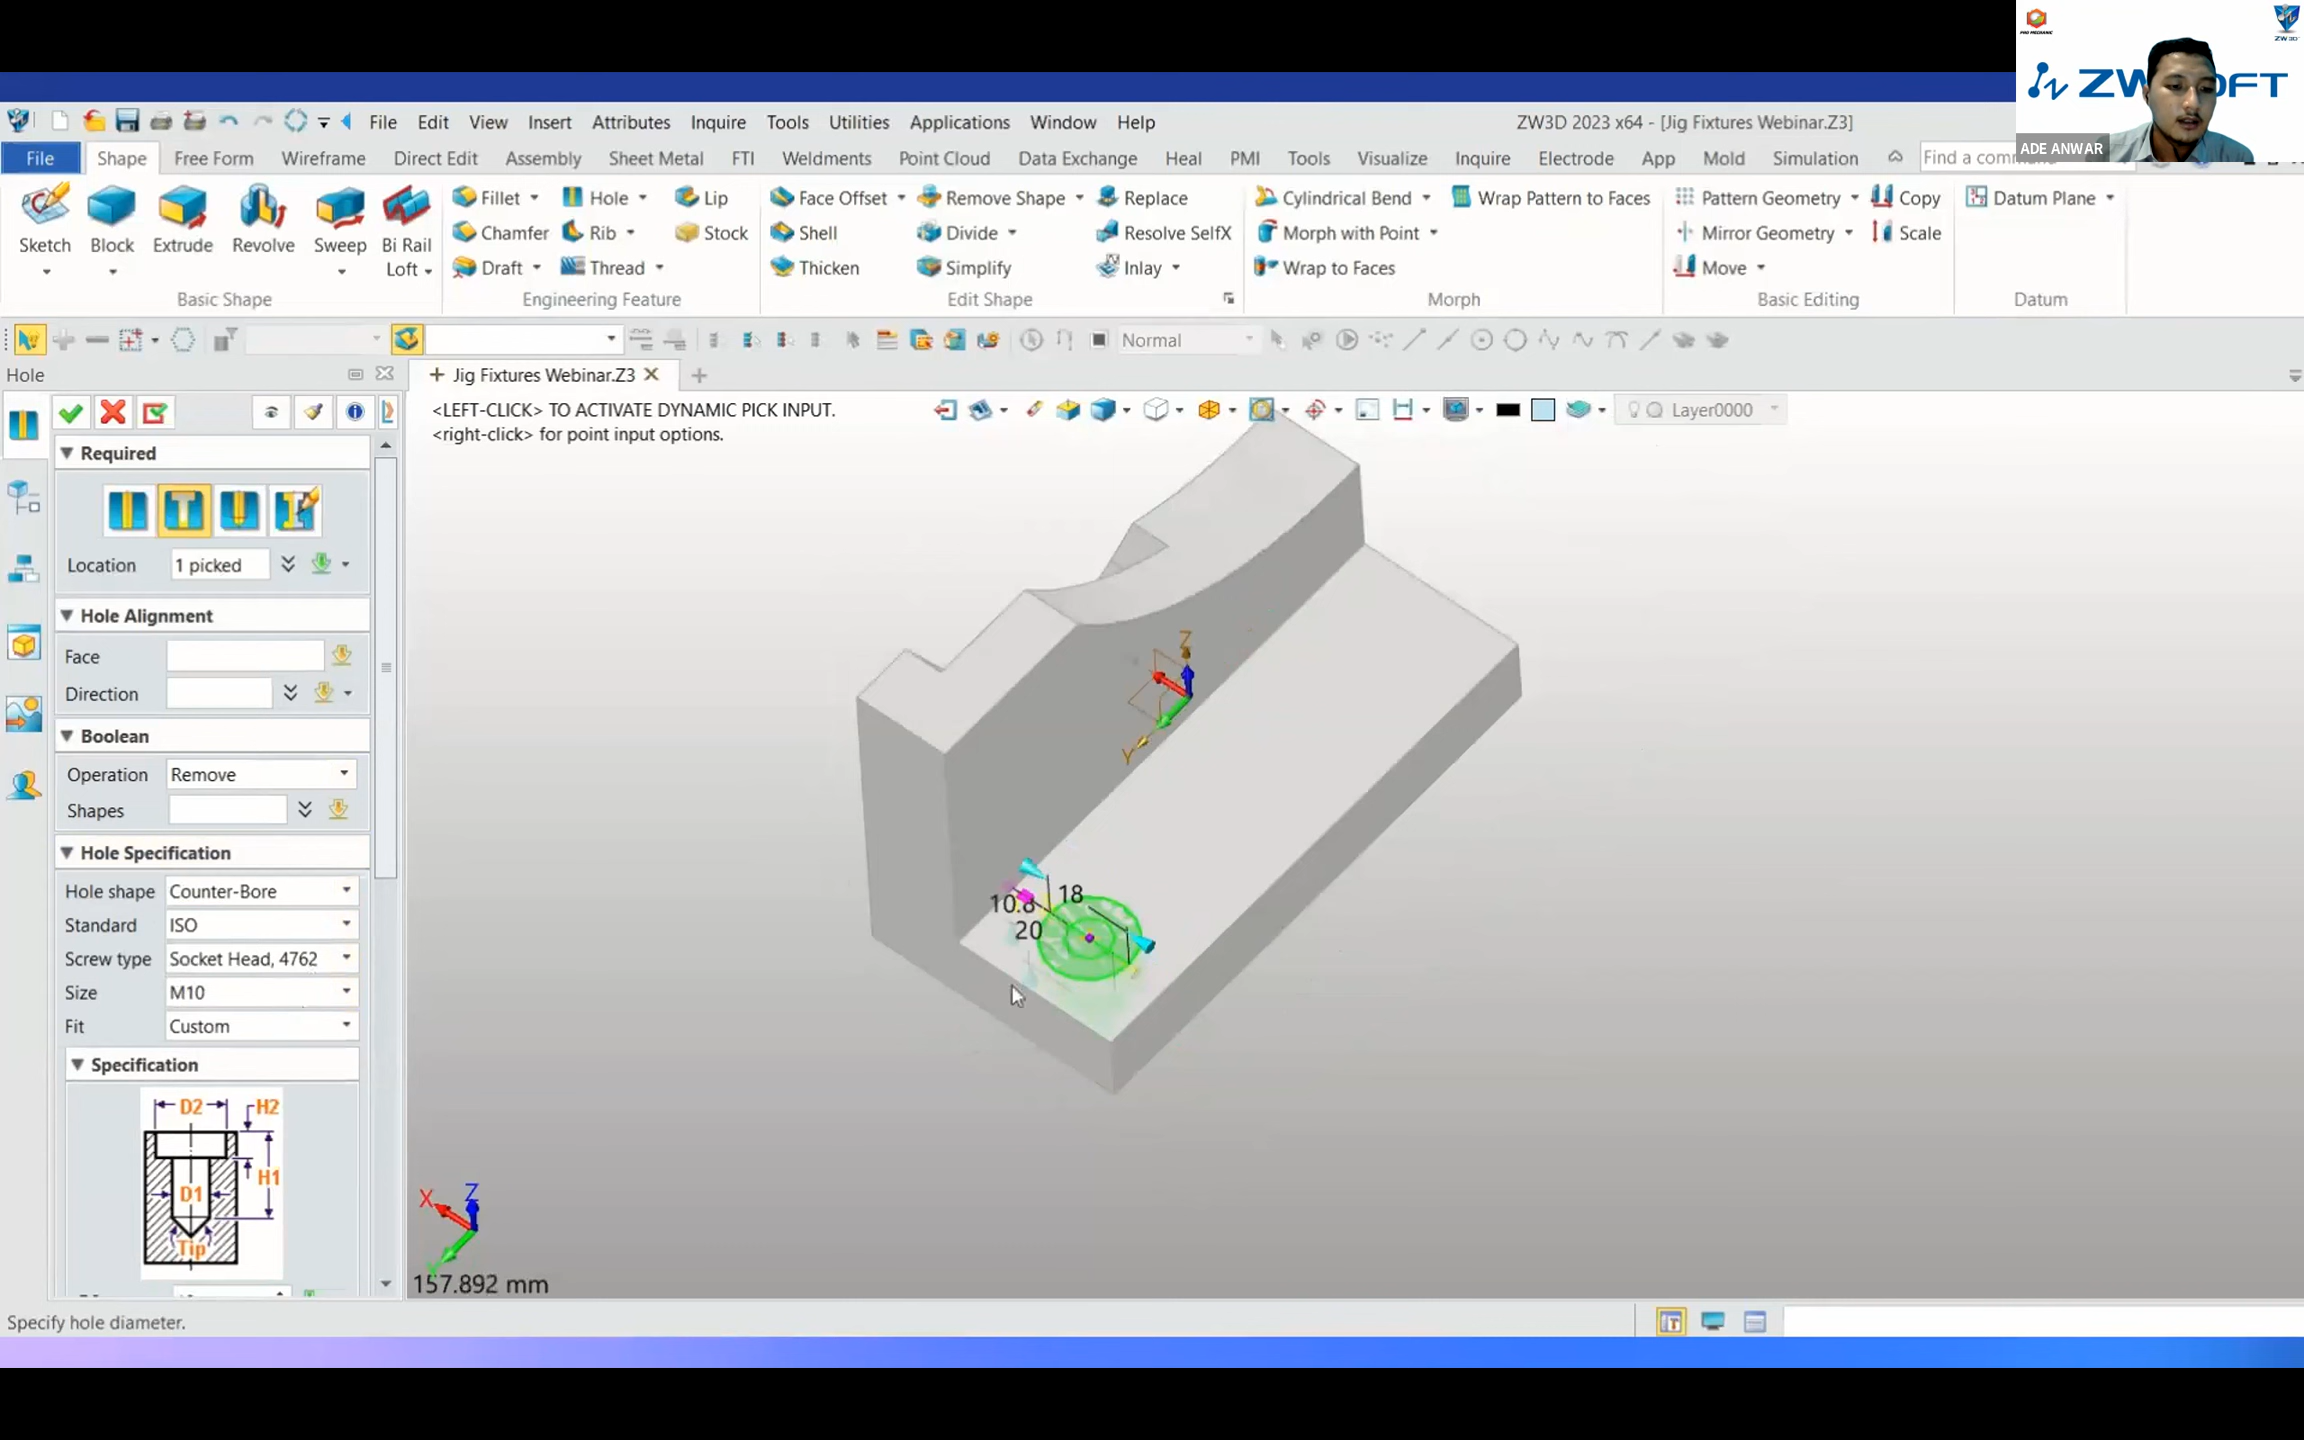 File Edit View Insert Attributes Inquire Tools Utilities Applications Window Help
ZW3D 2023 x64 - [Jig Fixtures Webinar.Z3]
ADE ANWAR
ZW3D
File Shape Free Form Wireframe Direct Edit Assembly Sheet Metal FTI Weldments Point Cloud Data Exchange Heal PMI Tools Visualize Inquire Electrode App Mold Simulation
Find a comm
Sketch Block Extrude Revolve Sweep Bi Rail Loft
Basic Shape
Fillet Hole Lip
Chamfer Rib Stock
Draft Thread
Engineering Feature
Face Offset Remove Shape Replace
Shell Divide Resolve SelfX
Thicken Simplify Inlay
Edit Shape
Cylindrical Bend Wrap Pattern to Faces
Morph with Point
Wrap to Faces
Morph
Pattern Geometry Copy
Mirror Geometry Scale
Move
Basic Editing
Datum Plane
Datum
Normal
Hole
Jig Fixtures Webinar.Z3
<LEFT-CLICK> TO ACTIVATE DYNAMIC PICK INPUT.
<right-click> for point input options.
Layer0000
Required
Location 1 picked
Hole Alignment
Face
Direction
Boolean
Operation Remove
Shapes
Hole Specification
Hole shape Counter-Bore
Standard ISO
Screw type Socket Head, 4762
Size M10
Fit Custom
Specification
D2 H2
H1
D1
Tip
Z
Y
10.8 18
20
X Z
157.892 mm
Specify hole diameter.